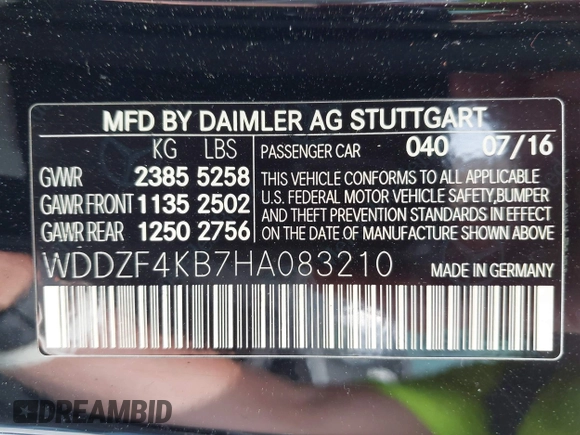 MFD BY DAIMLER AG STUTTGART
KG LBS PASSENGER CAR 040 07/16
GVWR 2385 5258 THIS VEHICLE CONFORMS TO ALL APPLICABLE
GAWR FRONT 1135 2502 U.S. FEDERAL MOTOR VEHICLE SAFETY,BUMPER
AND THEFT PREVENTION STANDARDS IN EFFECT ON
GAWR REAR 1250 2756 THE DATE OF MANUFACTURE SHOWN ABOVE.
WDDZF4KB7HA083210
MADE IN GERMANY
DREAMBID